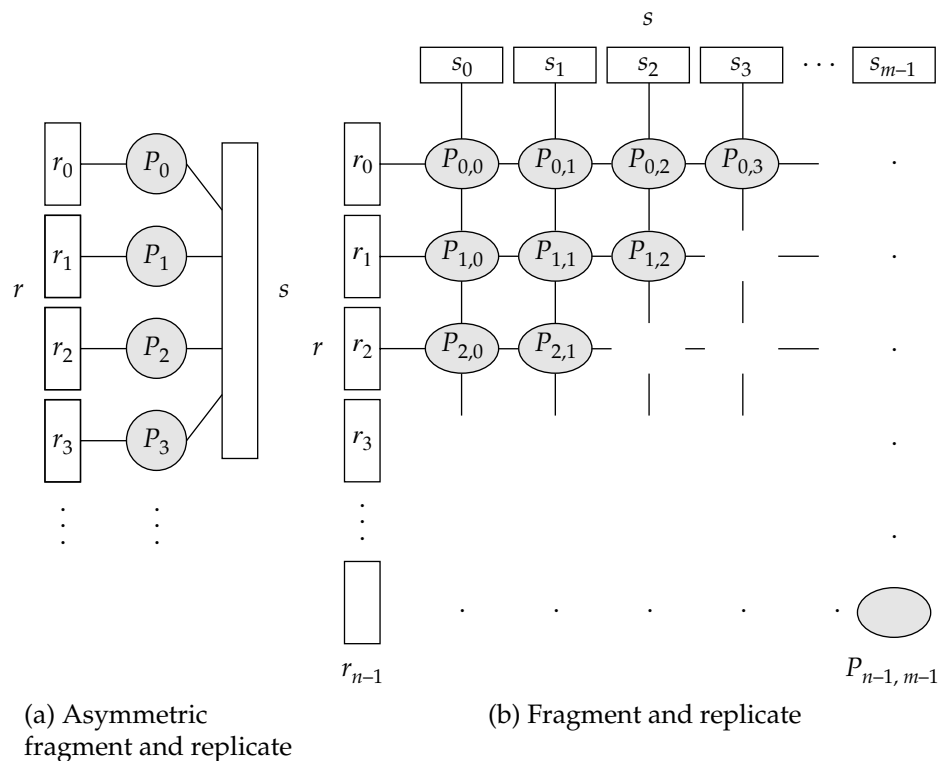 s
s0 s1 s2 s3 · · · sm–1
r0 P0 r0 P0,0 P0,1 P0,2 P0,3
r1 P1 r1 P1,0 P1,1 P1,2
r s
r2 P2 r r2 P2,0 P2,1
r3 P3 r3
rn–1 Pn–1, m–1
(a) Asymmetric
fragment and replicate
(b) Fragment and replicate